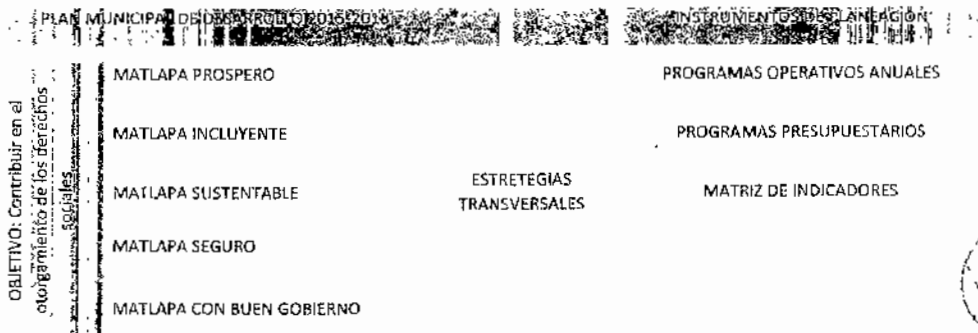 PLAN MUNICIPAL DE DESARROLLO 2015-2018
INSTRUMENTOS DE PLANEACION
OBJETIVO: Contribuir en el
otorgamiento de los derechos
sociales
MATLAPA PROSPERO
PROGRAMAS OPERATIVOS ANUALES
MATLAPA INCLUYENTE
PROGRAMAS PRESUPUESTARIOS
MATLAPA SUSTENTABLE
ESTRETEGIAS
TRANSVERSALES
MATRIZ DE INDICADORES
MATLAPA SEGURO
MATLAPA CON BUEN GOBIERNO